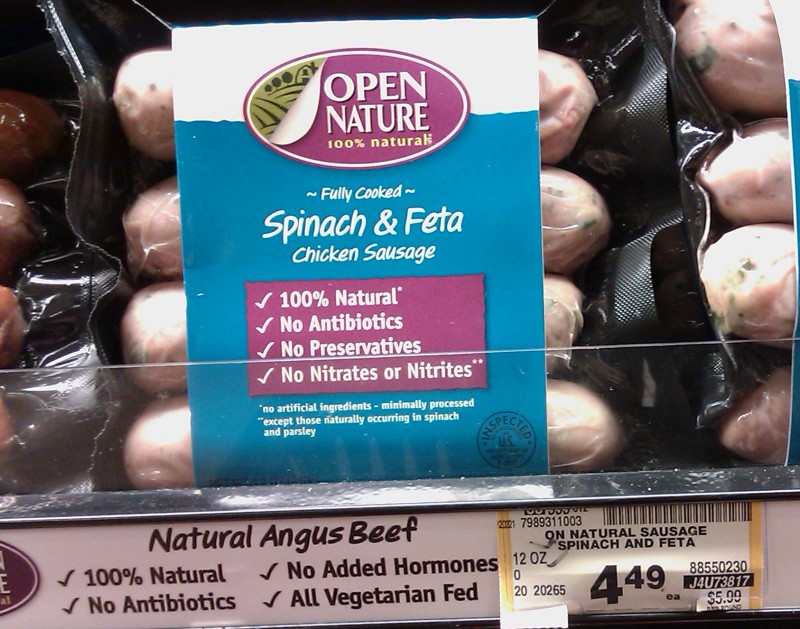 OPEN
NATURE
100% natural
~ Fully Cooked ~
Spinach & Feta
Chicken Sausage
✓ 100% Natural*
✓ No Antibiotics
✓ No Preservatives
✓ No Nitrates or Nitrites**
*no artificial ingredients - minimally processed
**except those naturally occurring in spinach
and parsley
INSPECTED
U.S.
Natural Angus Beef
✓ 100% Natural
✓ No Antibiotics
✓ No Added Hormones
✓ All Vegetarian Fed
7989311003
ON NATURAL SAUSAGE
SPINACH AND FETA
12 OZ
0
20 20265
4.49 ea
88550230
J4U73817
$5.99